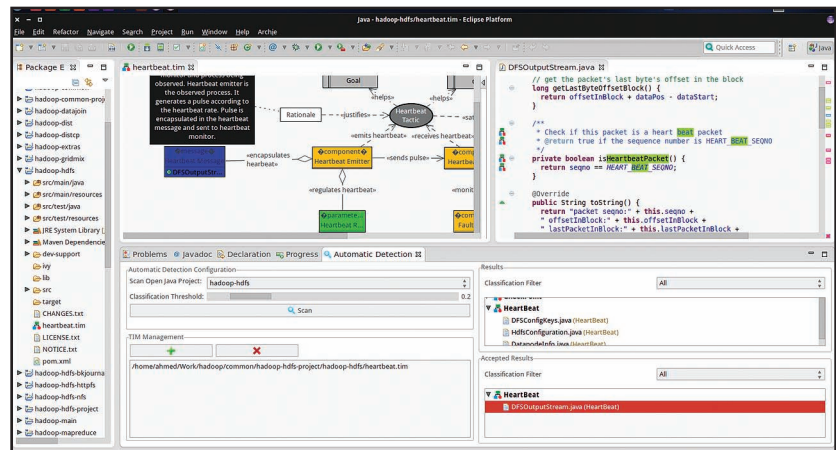 Java - hadoop-hdfs/heartbeat.tim - Eclipse Platform
File Edit Refactor Navigate Search Project Run Window Help Archie
Quick Access
Java
Package E
hadoop-common-proj
hadoop-datajoin
hadoop-dist
hadoop-distcp
hadoop-extras
hadoop-gridmix
hadoop-hdfs
src/main/java
src/main/resources
src/test/java
src/test/resources
JRE System Library [
Maven Dependencie
dev-support
ivy
lib
src
target
CHANGES.txt
heartbeat.tim
LICENSE.txt
NOTICE.txt
pom.xml
hadoop-hdfs-bkjourna
hadoop-hdfs-httpfs
hadoop-hdfs-nfs
hadoop-hdfs-project
hadoop-main
hadoop-mapreduce
heartbeat.tim
observed. Heartbeat emitter is
the observed process. It
generates a pulse according to
the heartbeat rate. Pulse is
encapsulated in the heartbeat
message and sent to heartbeat
monitor.
Goal
«helps»
«helps»
Rationale
«justifies»
Heartbeat
Tactic
«sat
«emits heartbeat»
«receives heartbeat»
Heartbeat Message
DFSOutputStr...
«encapsulates
heartbeat»
�component�
Heartbeat Emitter
«sends pulse»
�comp
Heartbea
«regulates heartbeat»
«monit
�paramete...
Heartbeat R...
�com
Fault
DFSOutputStream.java
// get the packet's last byte's offset in the block
long getLastByteOffsetBlock() {
return offsetInBlock + dataPos - dataStart;
}
/**
* Check if this packet is a heart beat packet
* @return true if the sequence number is HEART_BEAT_SEQNO
*/
private boolean isHeartbeatPacket() {
return seqno == HEART_BEAT_SEQNO;
}
@Override
public String toString() {
return "packet seqno:" + this.seqno +
" offsetInBlock:" + this.offsetInBlock +
" lastPacketInBlock:" + this.lastPacketInBlock +
Problems @ Javadoc Declaration Progress Automatic Detection
Automatic Detection Configuration
Scan Open Java Project: hadoop-hdfs
Classification Threshold: 0.2
Scan
TIM Management
/home/ahmed/Work/hadoop/common/hadoop-hdfs-project/hadoop-hdfs/heartbeat.tim
Results
Classification Filter All
HeartBeat
DFSConfigKeys.java (HeartBeat)
HdfsConfiguration.java (HeartBeat)
DatanodeInfo.java (HeartBeat)
Accepted Results
Classification Filter All
HeartBeat
DFSOutputStream.java (HeartBeat)